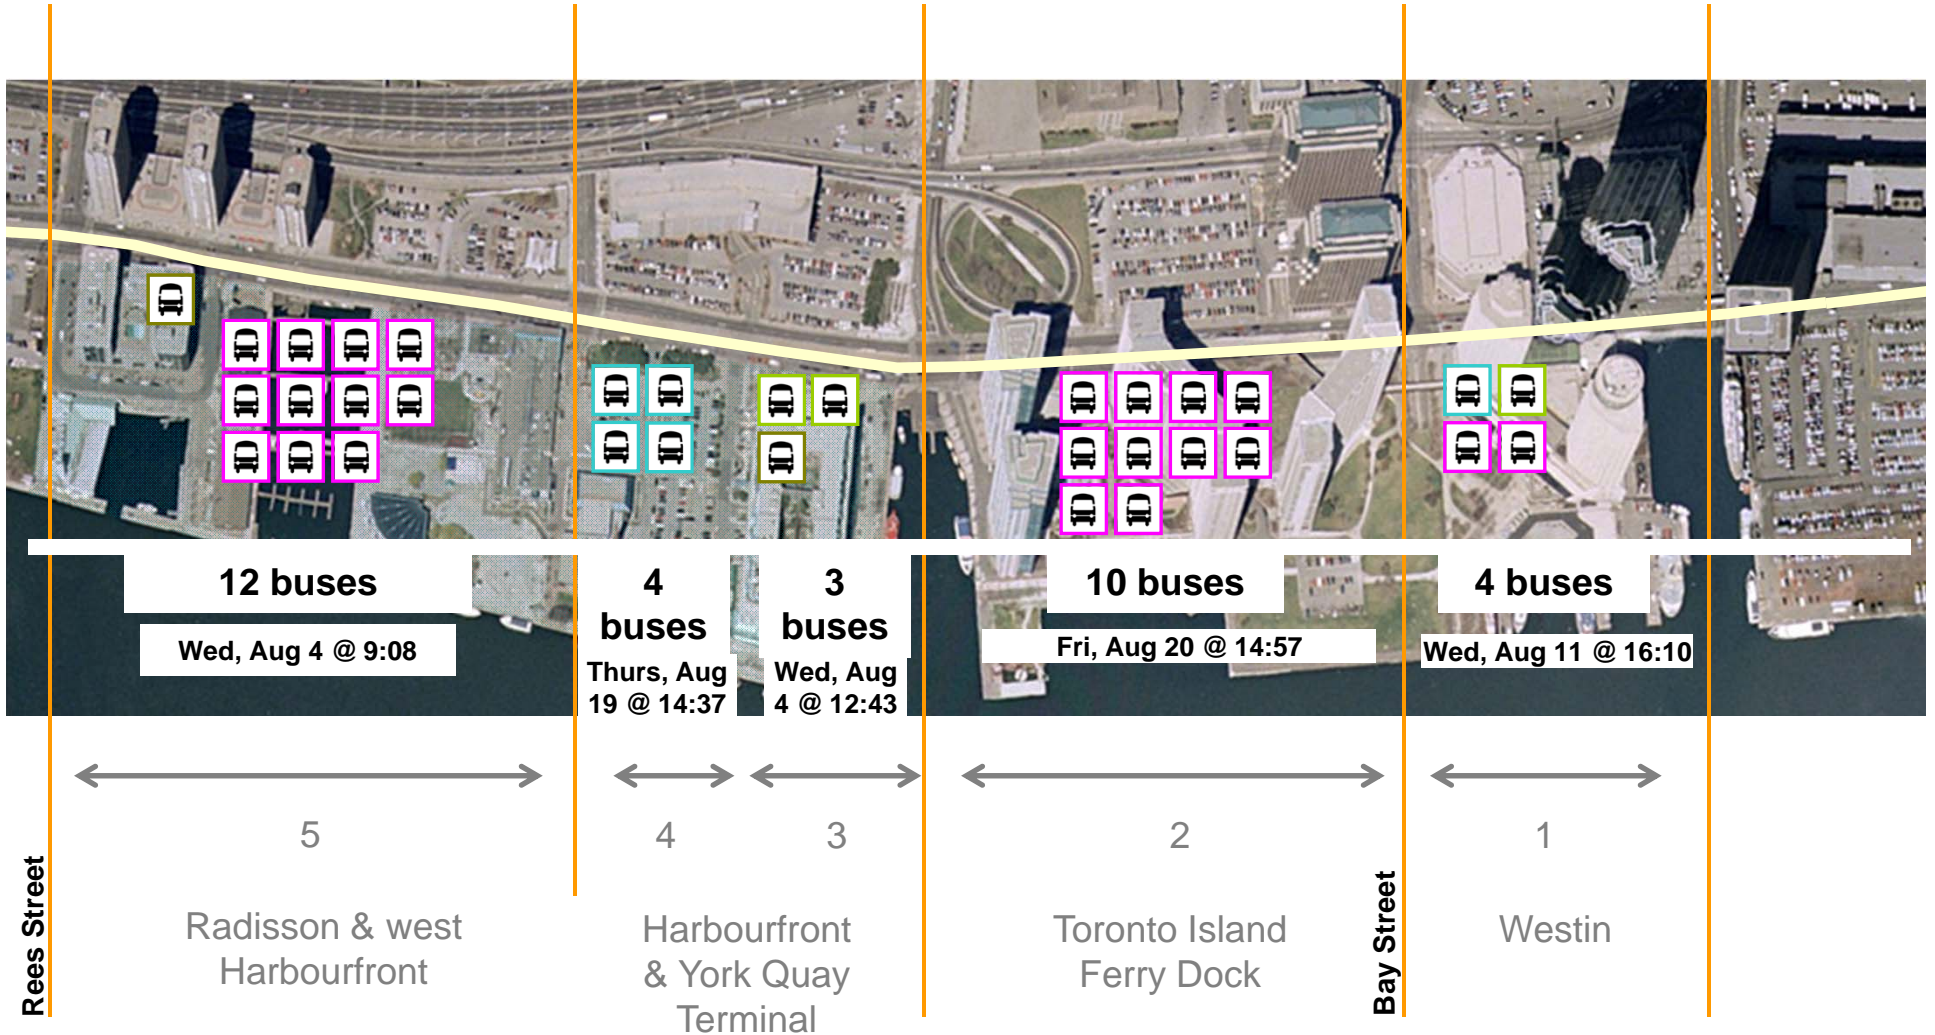 12 buses
Wed, Aug 4 @ 9:08
4
buses
Thurs, Aug
19 @ 14:37
3
buses
Wed, Aug
4 @ 12:43
10 buses
Fri, Aug 20 @ 14:57
4 buses
Wed, Aug 11 @ 16:10
5
4
3
2
1
Rees Street
Radisson & west
Harbourfront
Harbourfront
& York Quay
Terminal
Toronto Island
Ferry Dock
Bay Street
Westin